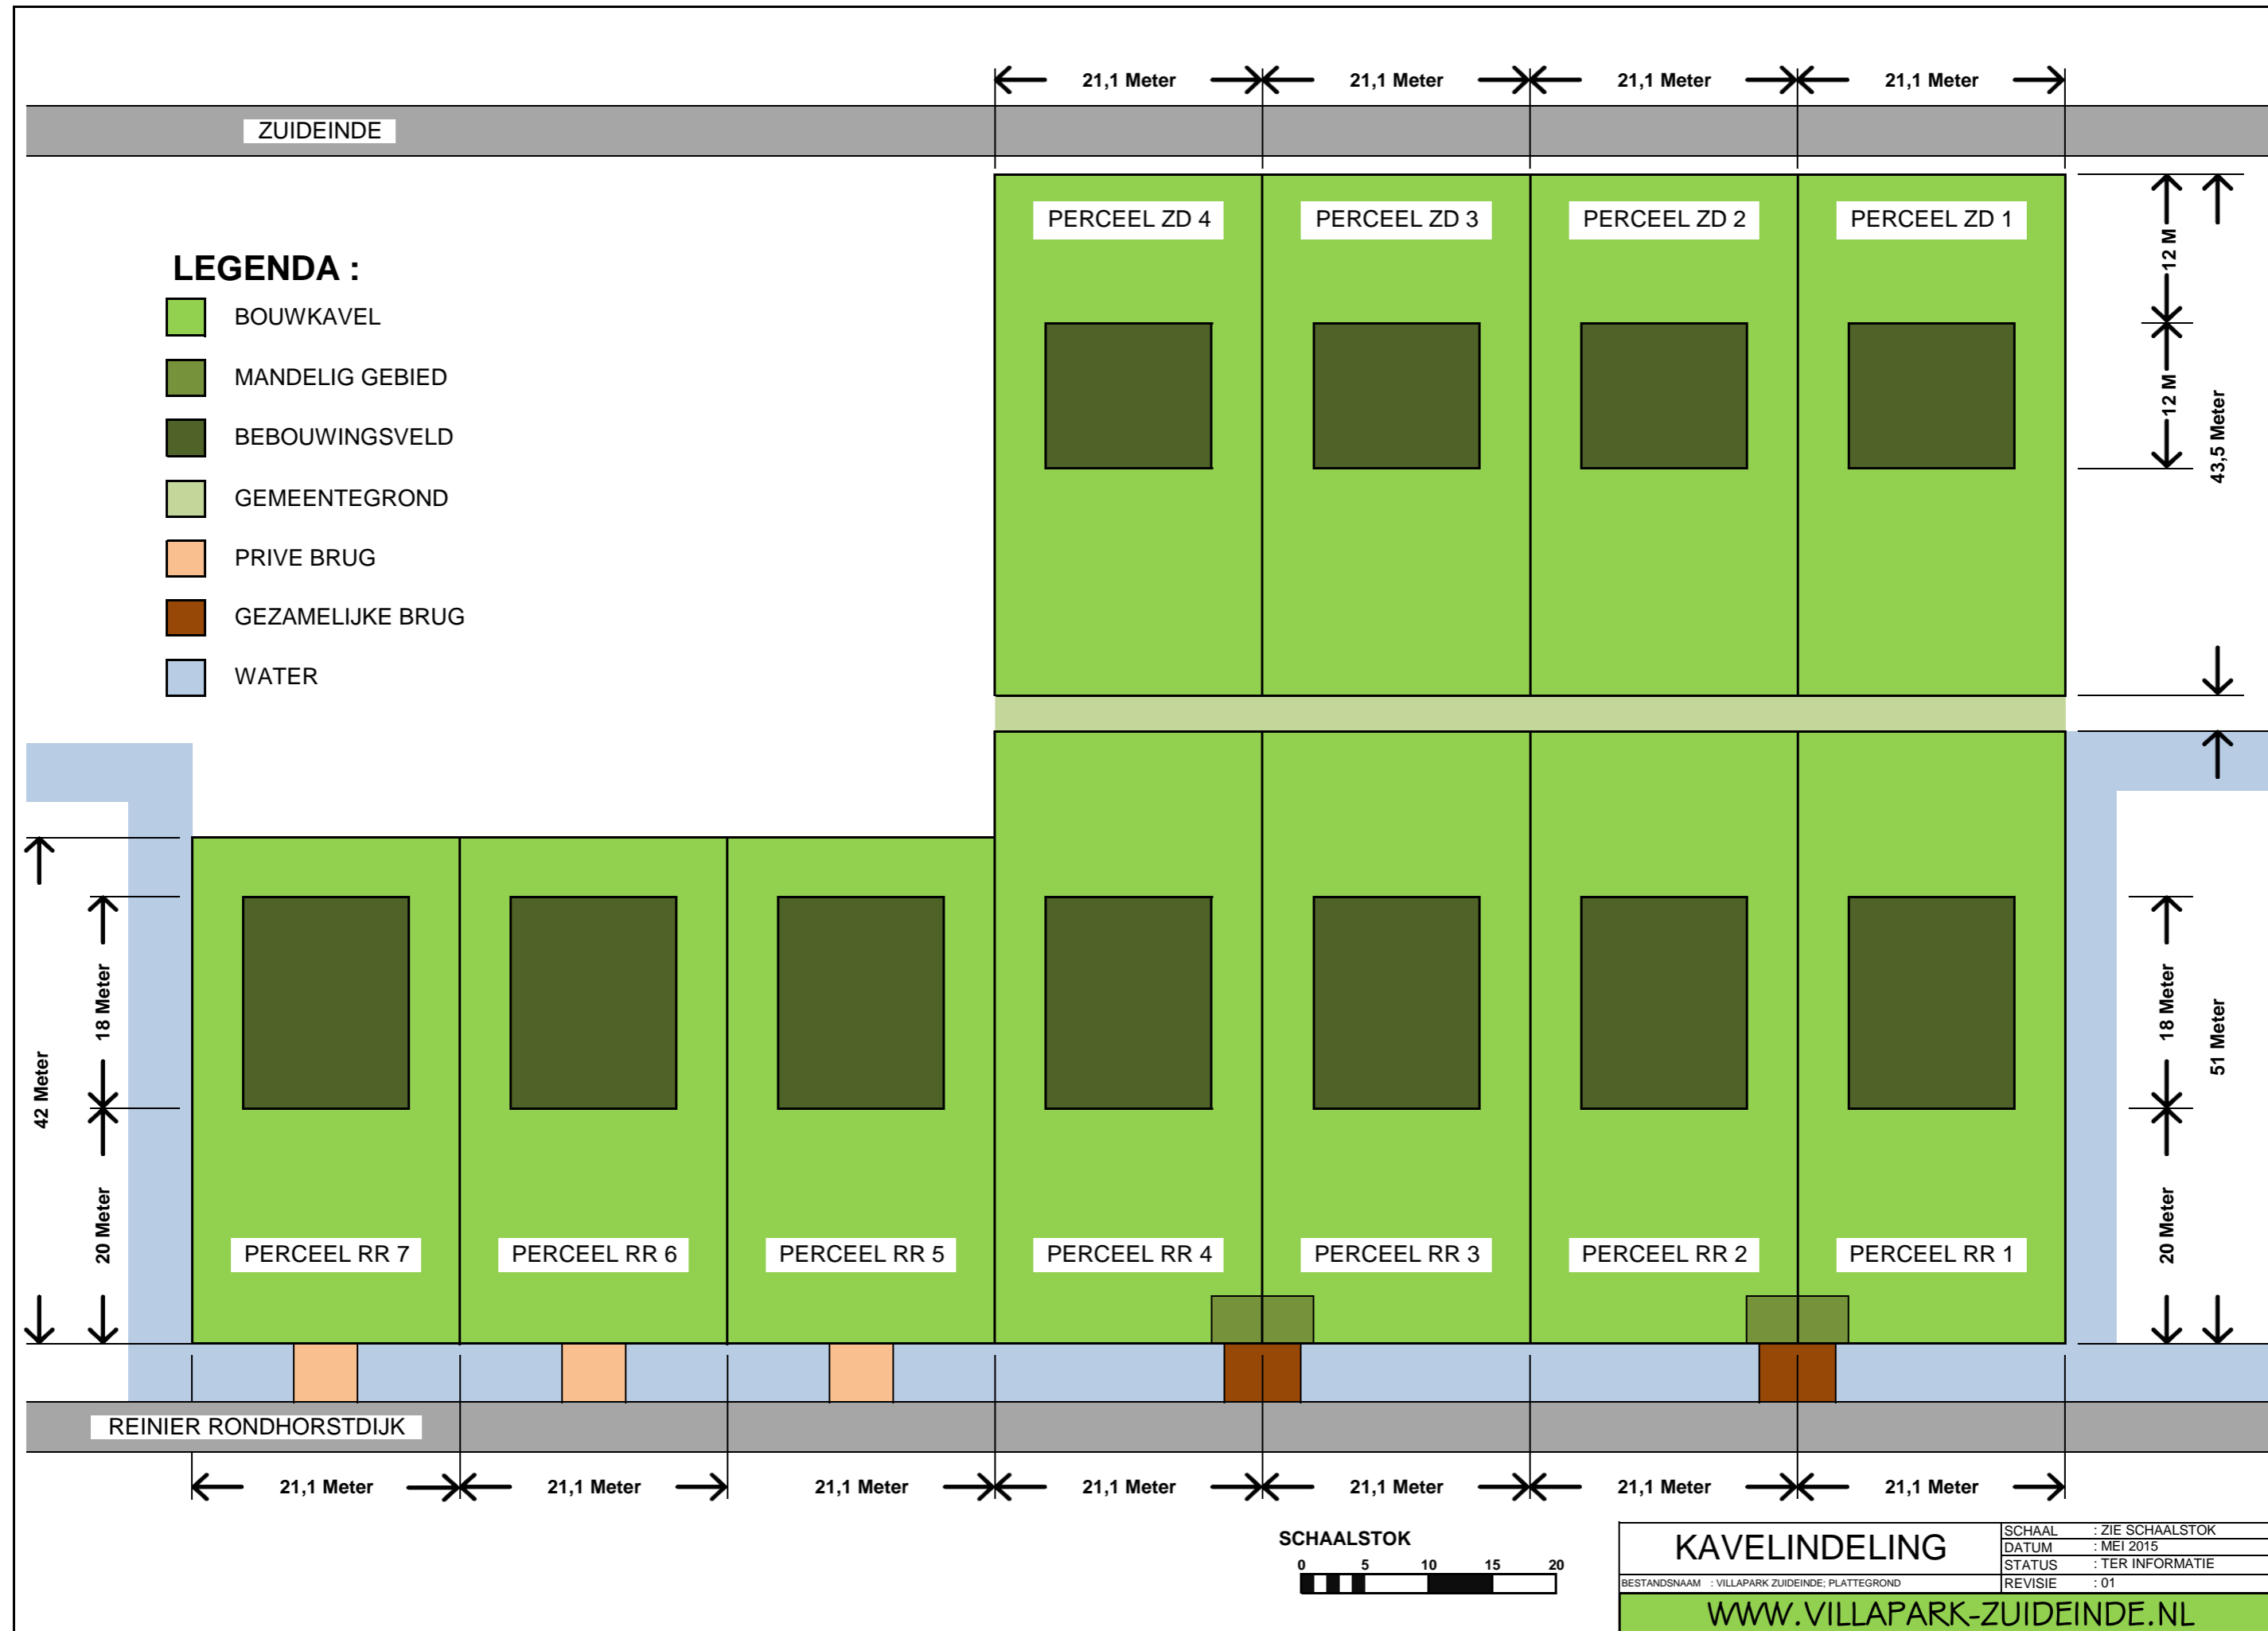 21,1 Meter
21,1 Meter
21,1 Meter
21,1 Meter
ZUIDEINDE
PERCEEL ZD 4
PERCEEL ZD 3
PERCEEL ZD 2
PERCEEL ZD 1
12 M
12 M
43,5 Meter
LEGENDA :
BOUWKAVEL
MANDELIG GEBIED
BEBOUWINGSVELD
GEMEENTEGROND
PRIVE BRUG
GEZAMELIJKE BRUG
WATER
42 Meter
18 Meter
20 Meter
18 Meter
20 Meter
51 Meter
PERCEEL RR 7
PERCEEL RR 6
PERCEEL RR 5
PERCEEL RR 4
PERCEEL RR 3
PERCEEL RR 2
PERCEEL RR 1
REINIER RONDHORSTDIJK
21,1 Meter
21,1 Meter
21,1 Meter
21,1 Meter
21,1 Meter
21,1 Meter
21,1 Meter
SCHAALSTOK
0 5 10 15 20
KAVELINDELING
BESTANDSNAAM : VILLAPARK ZUIDEINDE; PLATTEGROND
SCHAAL : ZIE SCHAALSTOK
DATUM : MEI 2015
STATUS : TER INFORMATIE
REVISIE : 01
WWW.VILLAPARK-ZUIDEINDE.NL